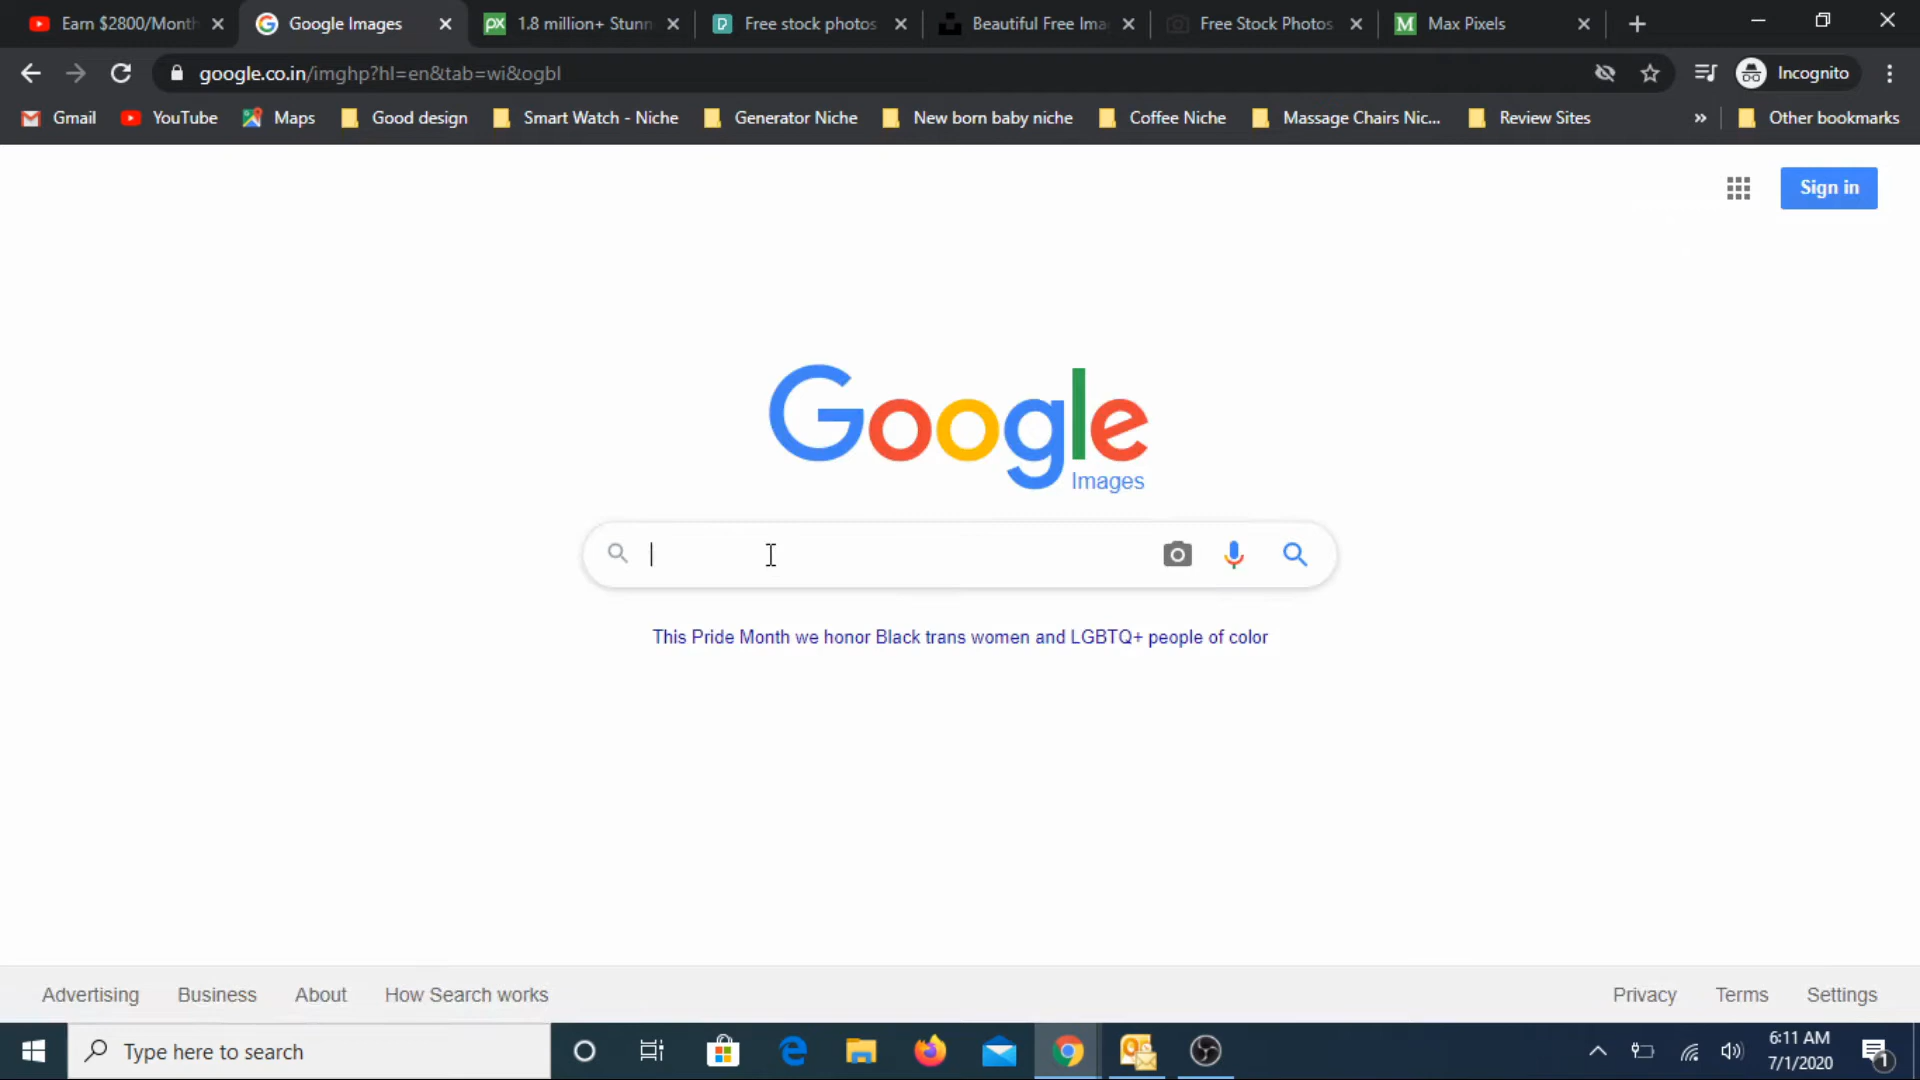 Earn $2800/Month
Google Images
1.8 million+ Stunn
Free stock photos
Beautiful Free Ima
Free Stock Photos
Max Pixels
google.co.in/imghp?hl=en&tab=wi&ogbl
Incognito
Gmail
YouTube
Maps
Good design
Smart Watch - Niche
Generator Niche
New born baby niche
Coffee Niche
Massage Chairs Nic...
Review Sites
»
Other bookmarks
Sign in
Google
Images
This Pride Month we honor Black trans women and LGBTQ+ people of color
Advertising
Business
About
How Search works
Privacy
Terms
Settings
Type here to search
6:11 AM
7/1/2020
1